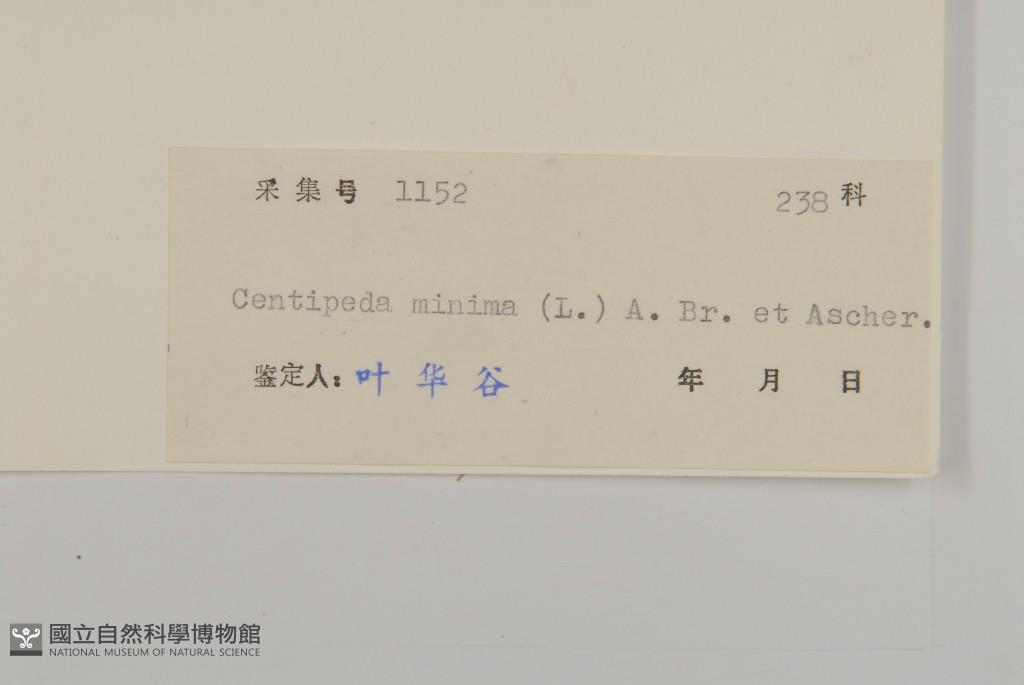 采集号 1152 238 科
Centipeda minima (L.) A. Br. et Ascher.
鉴定人: 叶华谷 年 月 日
國立自然科學博物館
NATIONAL MUSEUM OF NATURAL SCIENCE